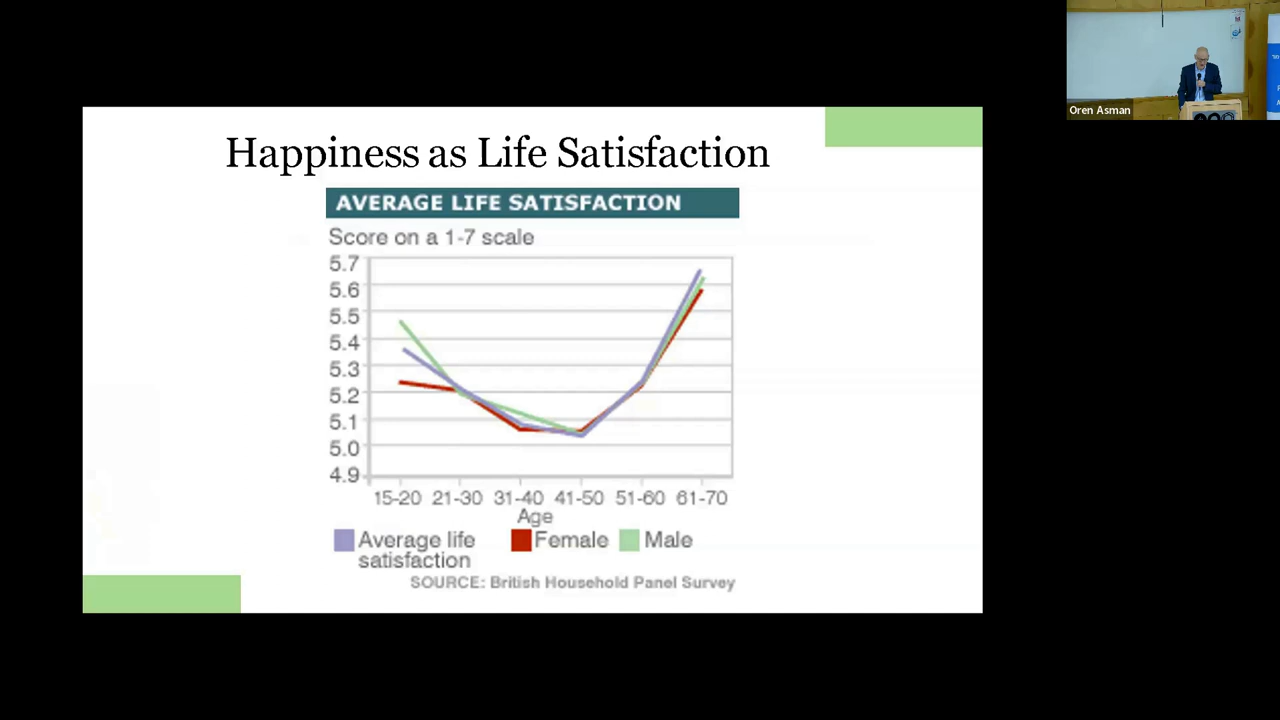 Happiness as Life Satisfaction
AVERAGE LIFE SATISFACTION
Score on a 1-7 scale
5.7
5.6
5.5
5.4
5.3
5.2
5.1
5.0
4.9
15-20 21-30 31-40 41-50 51-60 61-70
Age
Average life satisfaction
Female
Male
SOURCE: British Household Panel Survey
Oren Asman